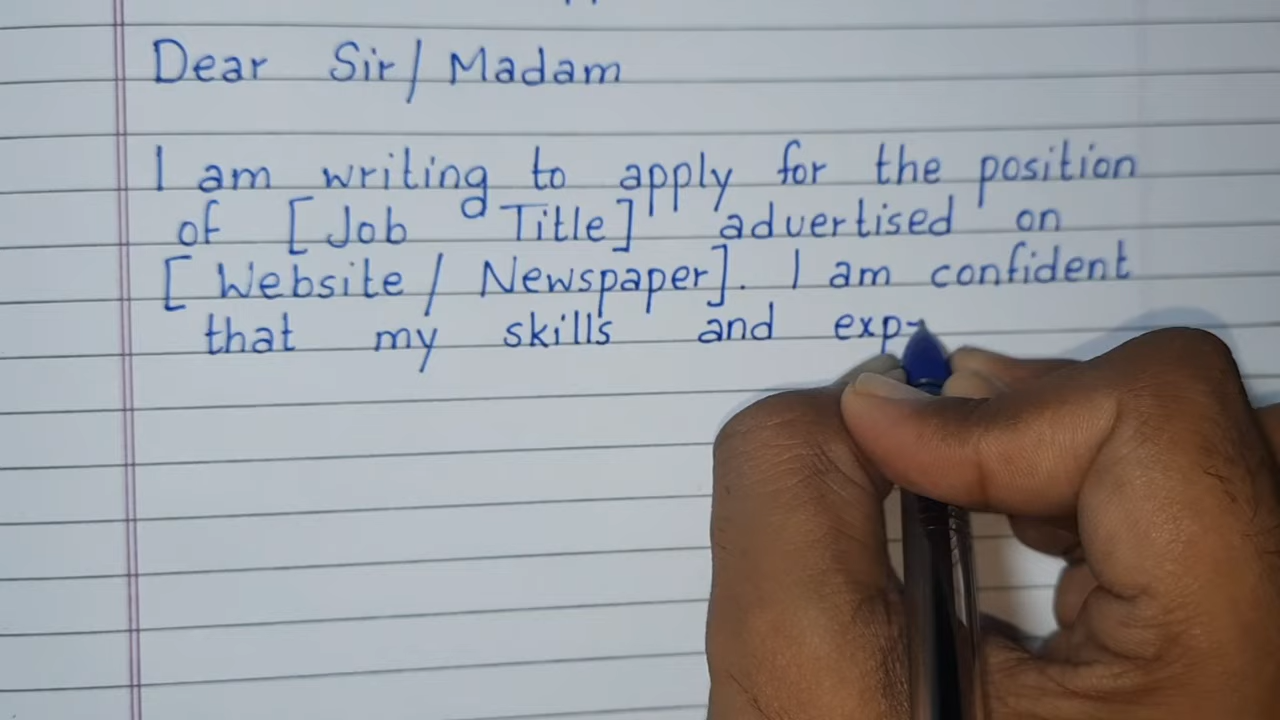 Dear Sir/ Madam
I am writing to apply for the position
of [Job Title] advertised on
[Website / Newspaper]. I am confident
that my skills and exp